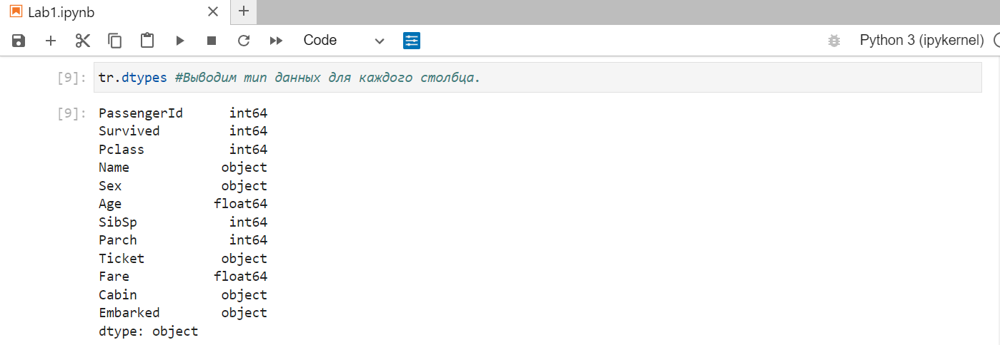 Lab1.ipynb
Code
Python 3 (ipykernel)
[9]: tr.dtypes #Выводим тип данных для каждого столбца.
[9]: PassengerId int64
Survived int64
Pclass int64
Name object
Sex object
Age float64
SibSp int64
Parch int64
Ticket object
Fare float64
Cabin object
Embarked object
dtype: object